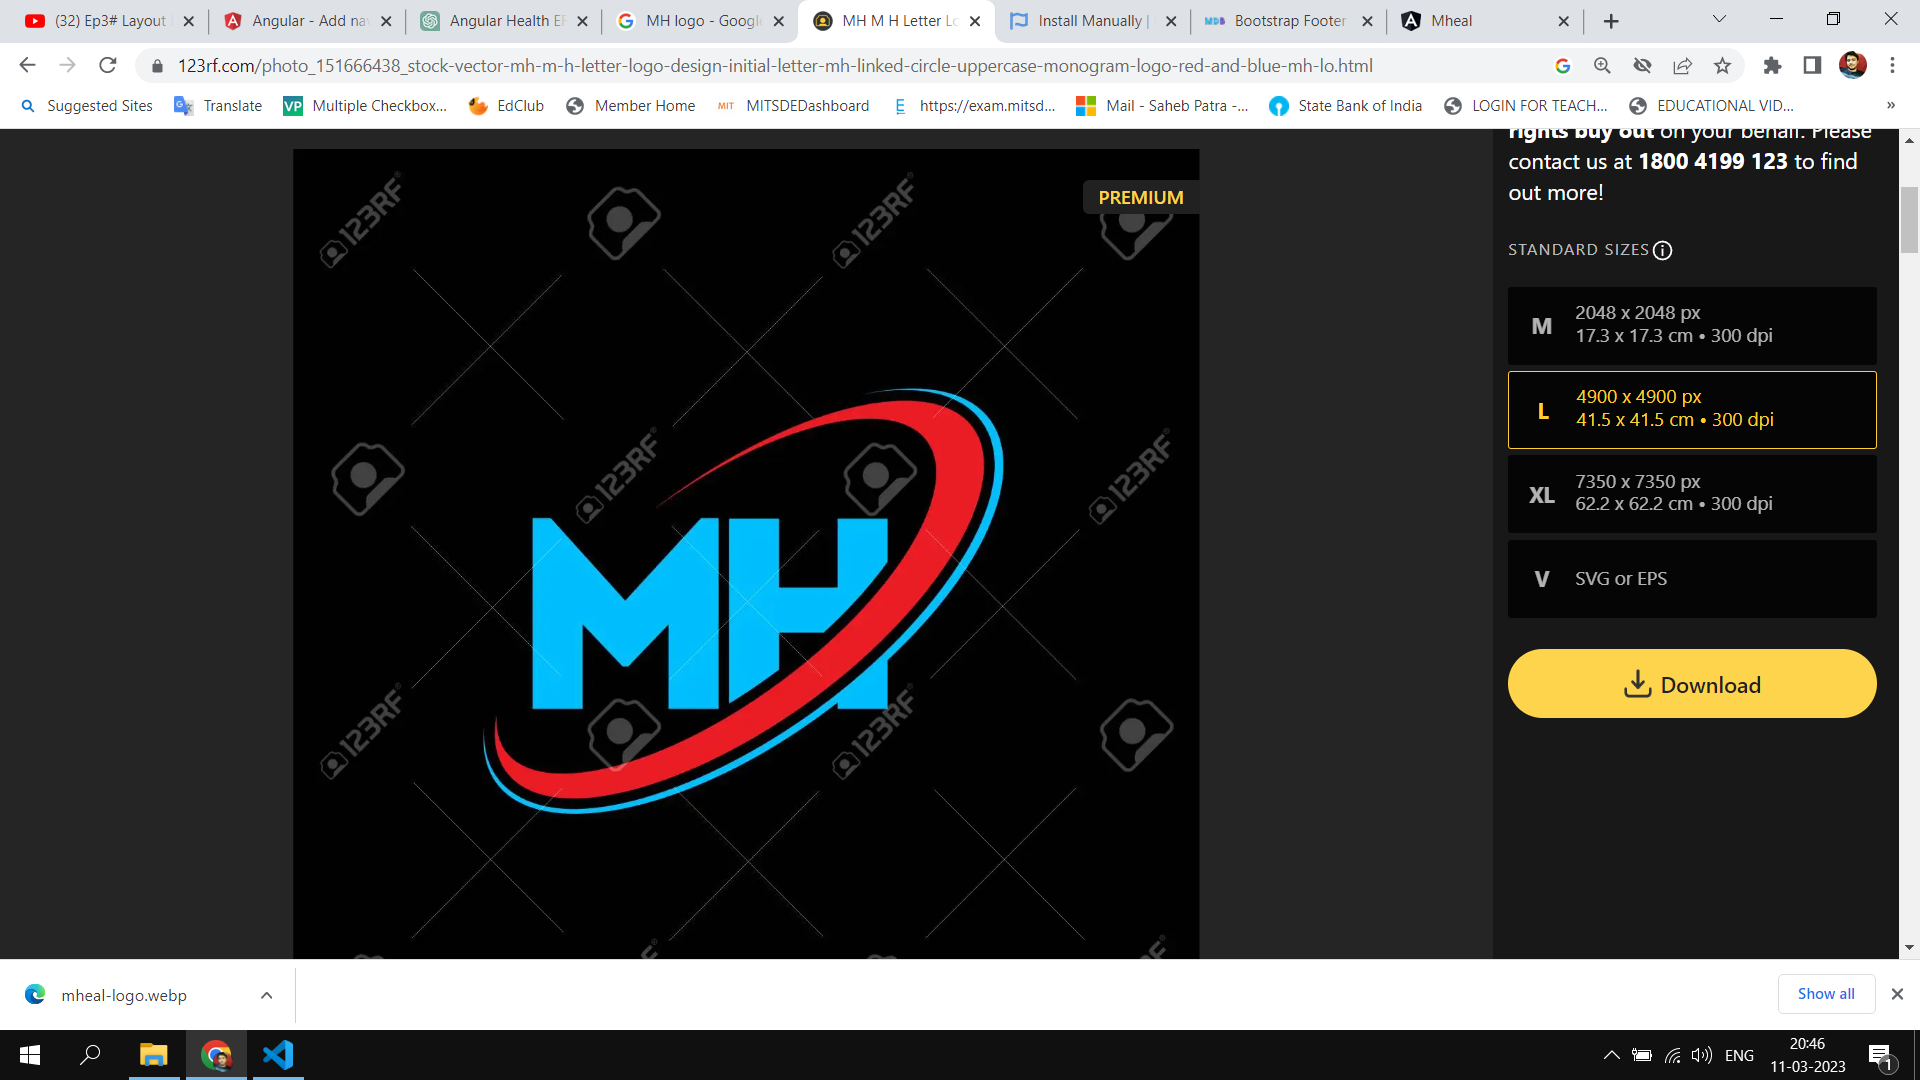 (32) Ep3# Layout
Angular - Add na
Angular Health EF
MH logo - Google
MH M H Letter Lo
Install Manually |
MDB Bootstrap Footer
Mheal
123rf.com/photo_151666438_stock-vector-mh-m-h-letter-logo-design-initial-letter-mh-linked-circle-uppercase-monogram-logo-red-and-blue-mh-lo.html
Suggested Sites
Translate
VP Multiple Checkbox...
EdClub
Member Home
MIT MITSDEDashboard
E https://exam.mitsd...
Mail - Saheb Patra -...
State Bank of India
LOGIN FOR TEACH...
EDUCATIONAL VID...
»
rights buy out on your behalf. Please
contact us at 1800 4199 123 to find
out more!
STANDARD SIZES
M
2048 x 2048 px
17.3 x 17.3 cm • 300 dpi
L
4900 x 4900 px
41.5 x 41.5 cm • 300 dpi
XL
7350 x 7350 px
62.2 x 62.2 cm • 300 dpi
V
SVG or EPS
Download
PREMIUM
123RF®
123RF®
123RF®
123RF®
MH
123RF®
123RF®
mheal-logo.webp
Show all
ENG
20:46
11-03-2023
1